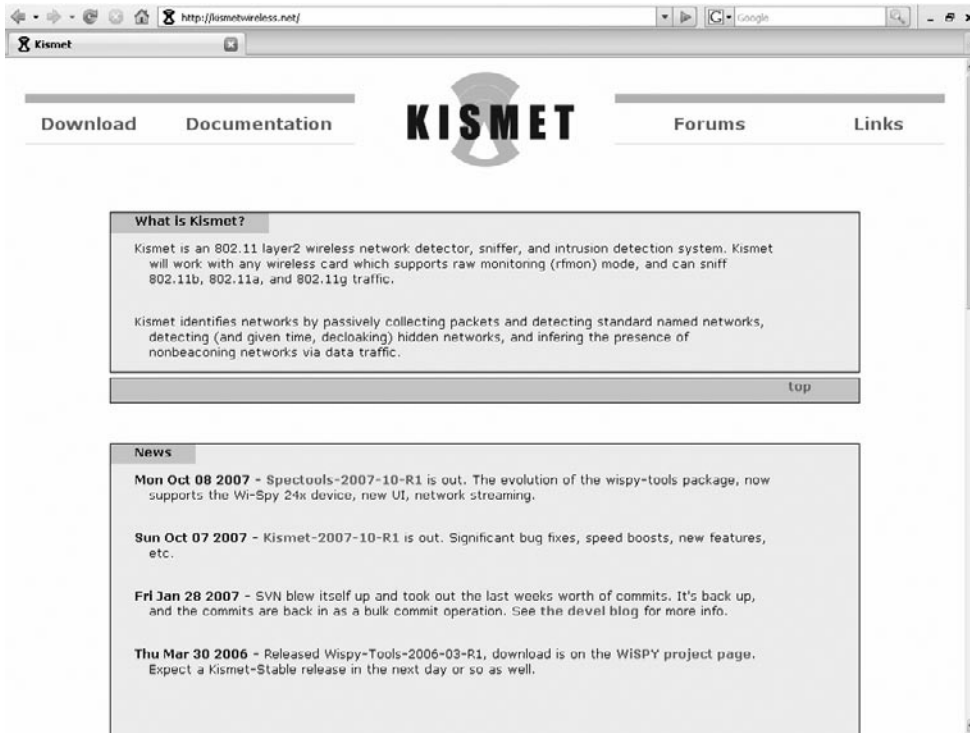 http://kismetwireless.net/
Google
Kismet
Download
Documentation
KISMET
Forums
Links
What is Kismet?
Kismet is an 802.11 layer2 wireless network detector, sniffer, and intrusion detection system. Kismet
will work with any wireless card which supports raw monitoring (rfmon) mode, and can sniff
802.11b, 802.11a, and 802.11g traffic.
Kismet identifies networks by passively collecting packets and detecting standard named networks,
detecting (and given time, decloaking) hidden networks, and infering the presence of
nonbeaconing networks via data traffic.
top
News
Mon Oct 08 2007 - Spectools-2007-10-R1 is out. The evolution of the wispy-tools package, now
supports the Wi-Spy 24x device, new UI, network streaming.
Sun Oct 07 2007 - Kismet-2007-10-R1 is out. Significant bug fixes, speed boosts, new features,
etc.
Fri Jan 28 2007 - SVN blew itself up and took out the last weeks worth of commits. It's back up,
and the commits are back in as a bulk commit operation. See the devel blog for more info.
Thu Mar 30 2006 - Released Wispy-Tools-2006-03-R1, download is on the WiSPY project page.
Expect a Kismet-Stable release in the next day or so as well.